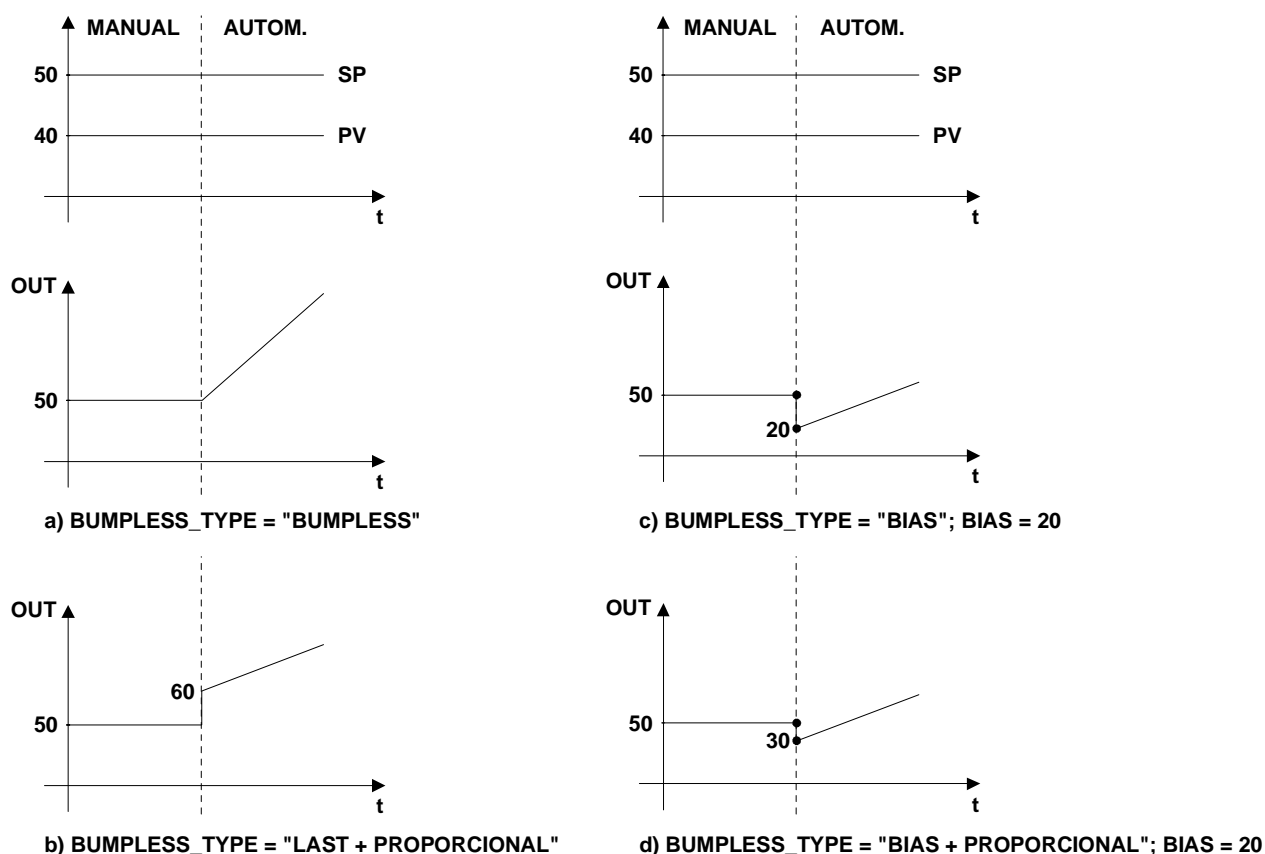 MANUAL AUTOM.
50 SP
40 PV
t
OUT
50
t
a) BUMPLESS_TYPE = "BUMPLESS"
OUT
60
50
t
b) BUMPLESS_TYPE = "LAST + PROPORCIONAL"
MANUAL AUTOM.
50 SP
40 PV
t
OUT
50
20
t
c) BUMPLESS_TYPE = "BIAS"; BIAS = 20
OUT
50
30
t
d) BUMPLESS_TYPE = "BIAS + PROPORCIONAL"; BIAS = 20